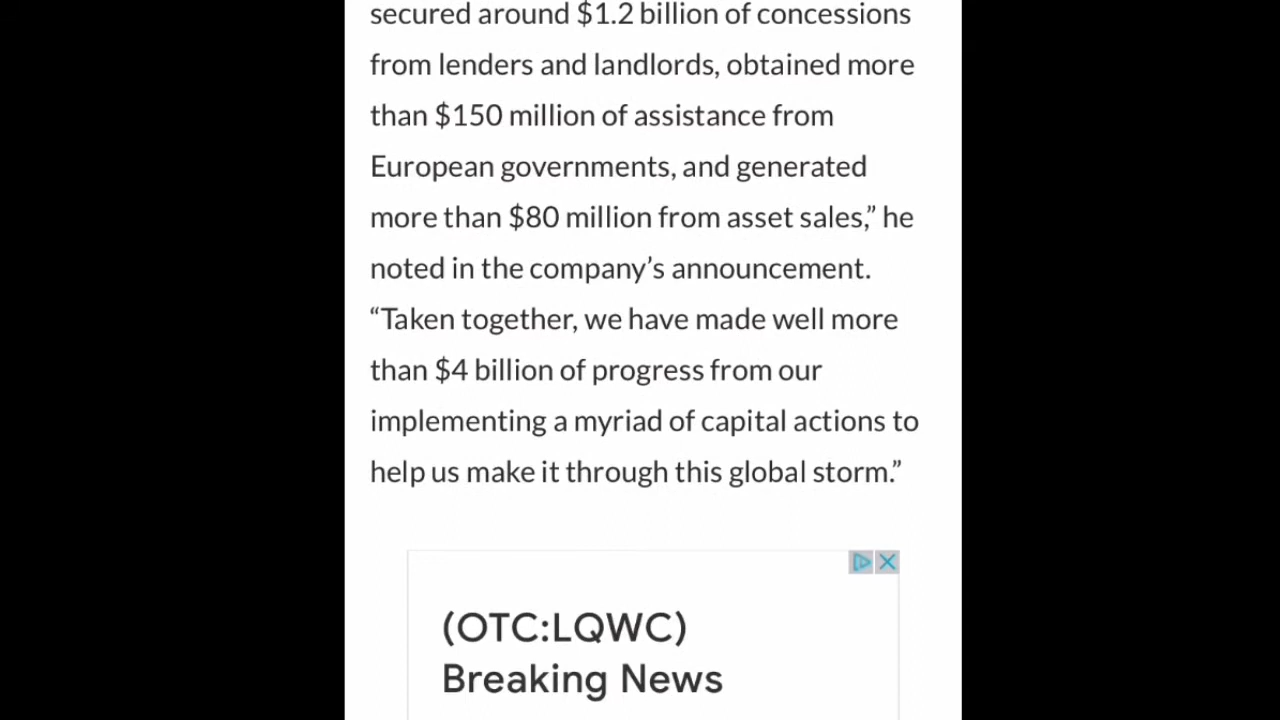 secured around $1.2 billion of concessions
from lenders and landlords, obtained more
than $150 million of assistance from
European governments, and generated
more than $80 million from asset sales,” he
noted in the company’s announcement.
“Taken together, we have made well more
than $4 billion of progress from our
implementing a myriad of capital actions to
help us make it through this global storm.”
(OTC:LQWC)
Breaking News